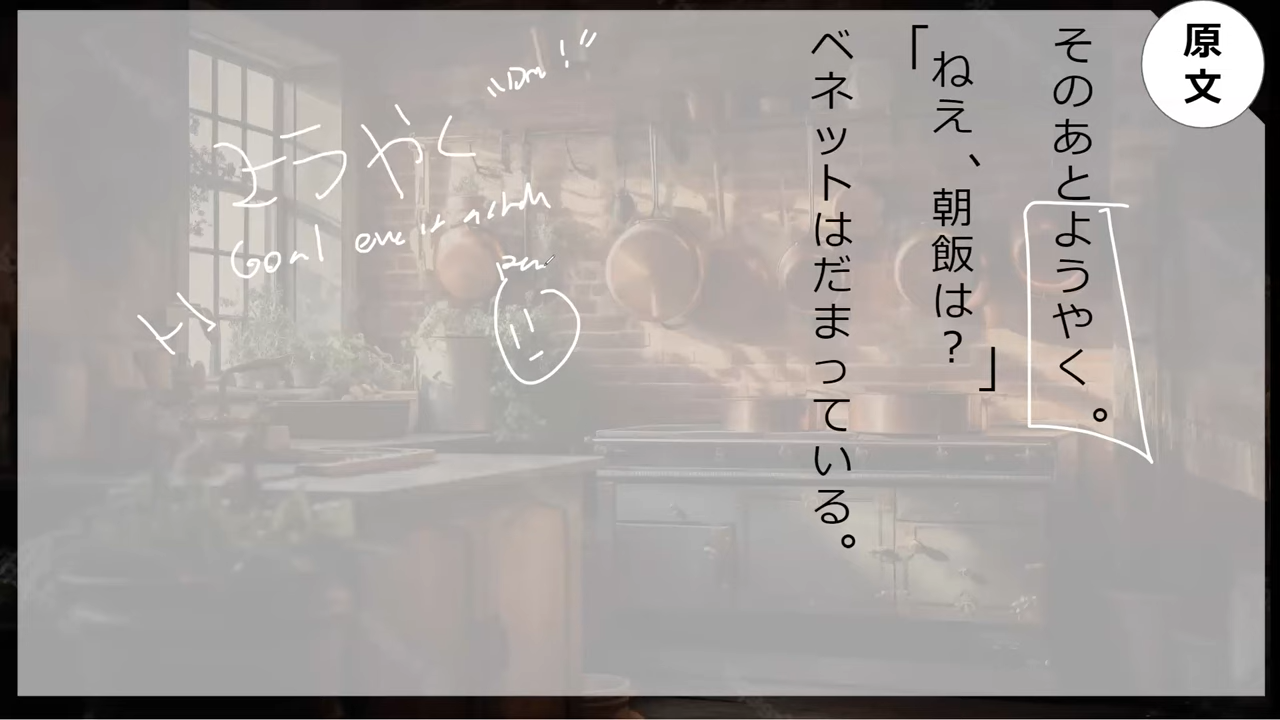 原文
そのあとようやく。
「ねえ、朝飯は？」
ベネットはだまっている。
ようやく
Goal